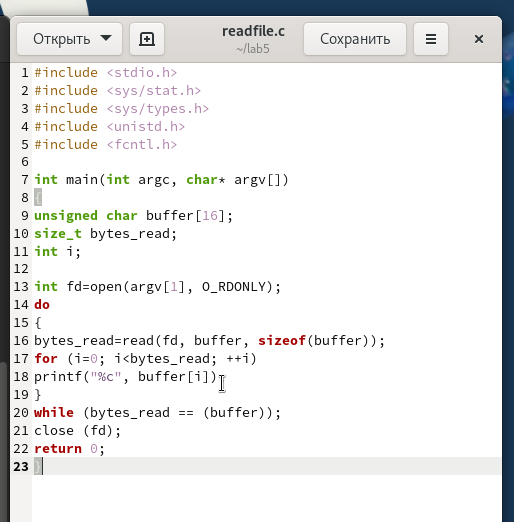 Открыть
readfile.c
~/lab5
Сохранить
1 #include <stdio.h>
2 #include <sys/stat.h>
3 #include <sys/types.h>
4 #include <unistd.h>
5 #include <fcntl.h>
6
7 int main(int argc, char* argv[])
8 {
9 unsigned char buffer[16];
10 size_t bytes_read;
11 int i;
12
13 int fd=open(argv[1], O_RDONLY);
14 do
15 {
16 bytes_read=read(fd, buffer, sizeof(buffer));
17 for (i=0; i<bytes_read; ++i)
18 printf("%c", buffer[i]);
19 }
20 while (bytes_read == (buffer));
21 close (fd);
22 return 0;
23 }